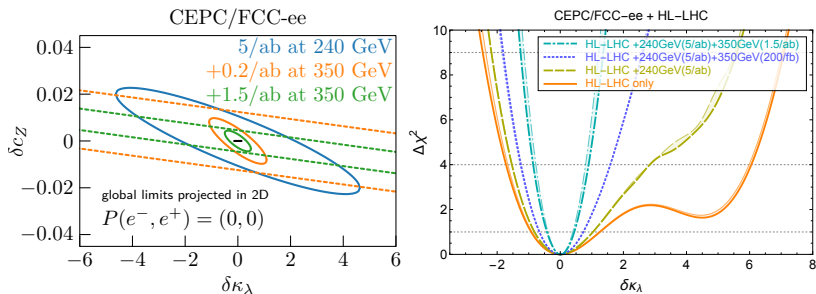 CEPC/FCC-ee
5/ab at 240 GeV
+0.2/ab at 350 GeV
+1.5/ab at 350 GeV
global limits projected in 2D
P(e⁻, e⁺) = (0, 0)
0.04
0.02
0
−0.02
−0.04
δc_Z
−6 −4 −2 0 2 4 6
δκ_λ
CEPC/FCC-ee + HL-LHC
HL-LHC +240GeV(5/ab)+350GeV(1.5/ab)
HL-LHC +240GeV(5/ab)+350GeV(200/fb)
HL-LHC +240GeV(5/ab)
HL-LHC only
10
8
6
4
2
0
Δχ²
-2 0 2 4 6 8
δκ_λ